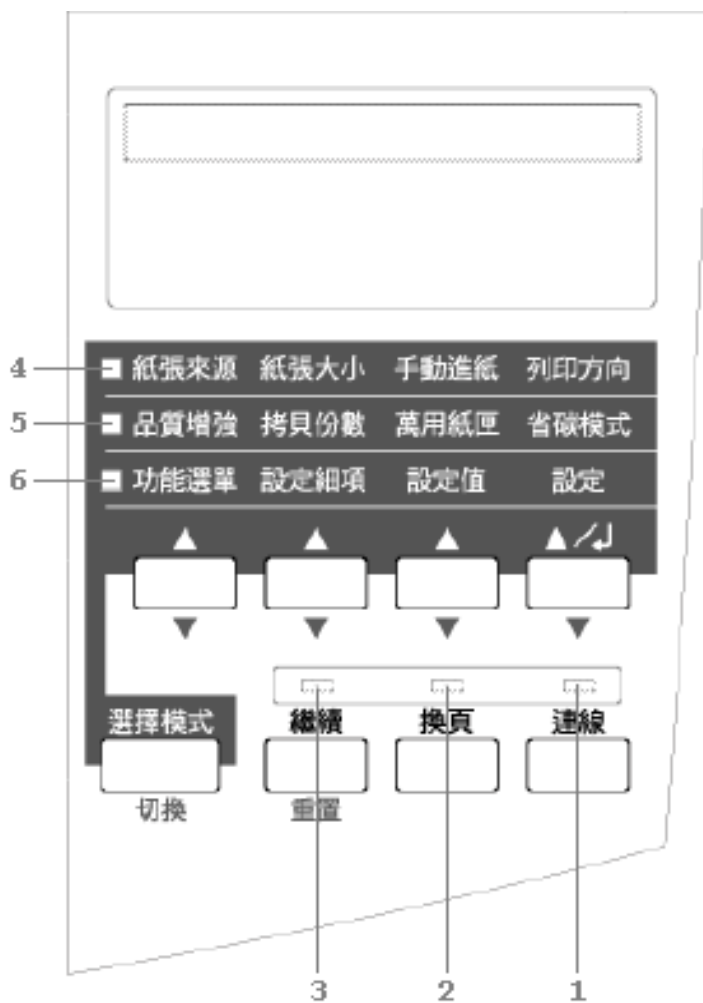 4 紙張來源 紙張大小 手動進紙 列印方向
5 品質增強 拷貝份數 萬用紙匣 省碳模式
6 功能選單 設定細項 設定值 設定
選擇模式 繼續 換頁 連線
切換 重置
3 2 1